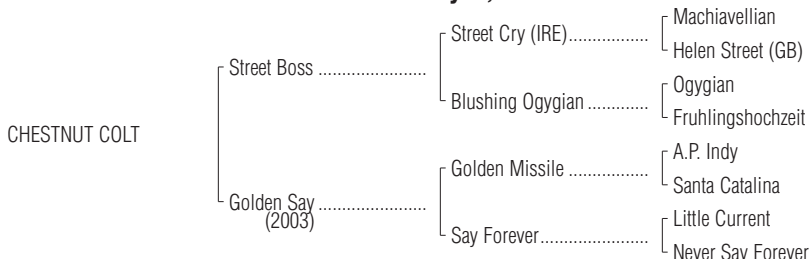 Machiavellian
Street Cry (IRE)................
Helen Street (GB)
Street Boss ......................
Ogygian
Blushing Ogygian ............
Fruhlingshochzeit
CHESTNUT COLT
A.P. Indy
Golden Missile ................
Santa Catalina
Golden Say ......................
(2003)
Little Current
Say Forever......................
Never Say Forever